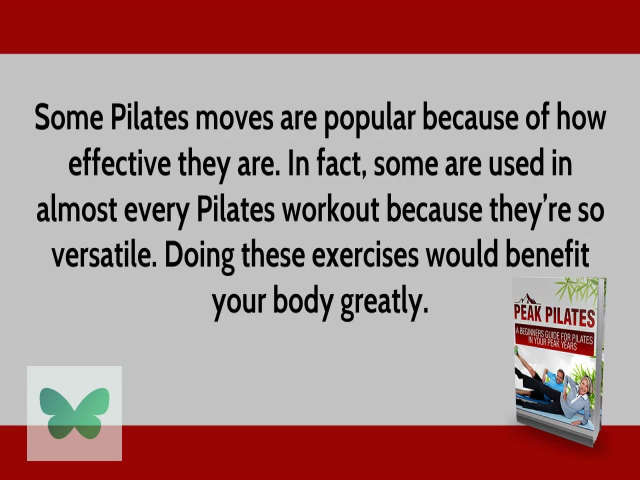 Some Pilates moves are popular because of how
effective they are. In fact, some are used in
almost every Pilates workout because they're so
versatile. Doing these exercises would benefit
your body greatly.
PEAK PILATES
A BEGINNERS GUIDE FOR PILATES
IN YOUR PEAK YEARS